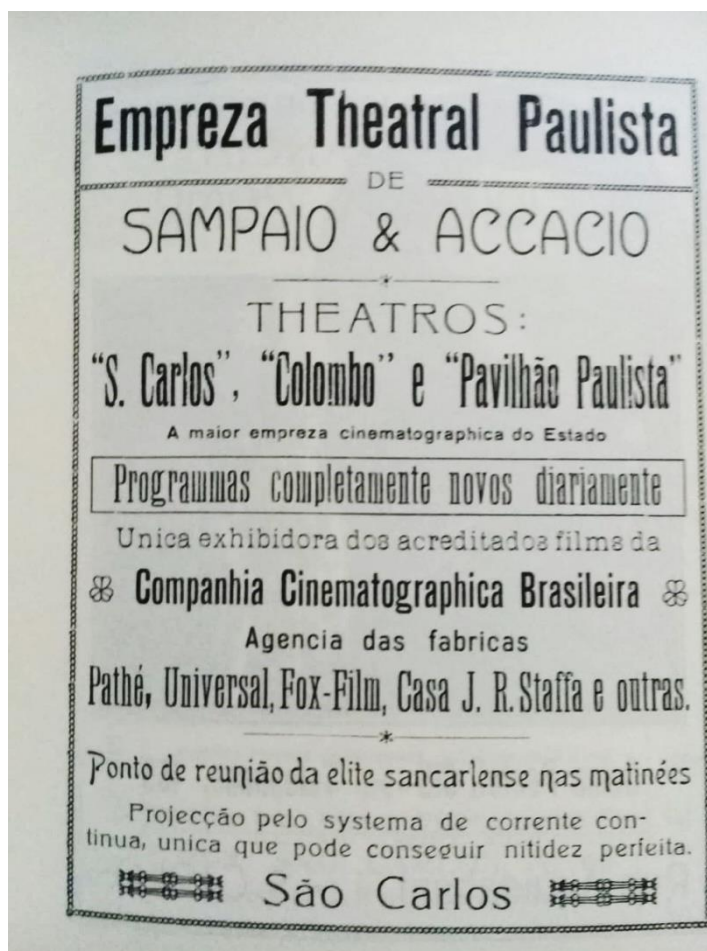 Empreza Theatral Paulista
DE
SAMPAIO & ACCACIO
THEATROS:
"S. Carlos", "Colombo" e "Pavilhão Paulista"
A maior empreza cinematographica do Estado
Programmas completamente novos diariamente
Unica exhibidora dos acreditados films da
Companhia Cinematographica Brasileira
Agencia das fabricas
Pathé, Universal, Fox-Film, Casa J. R. Staffa e outras.
Ponto de reunião da elite sancarlense nas matinées
Projecção pelo systema de corrente con-
tinua, unica que pode conseguir nitidez perfeita.
São Carlos